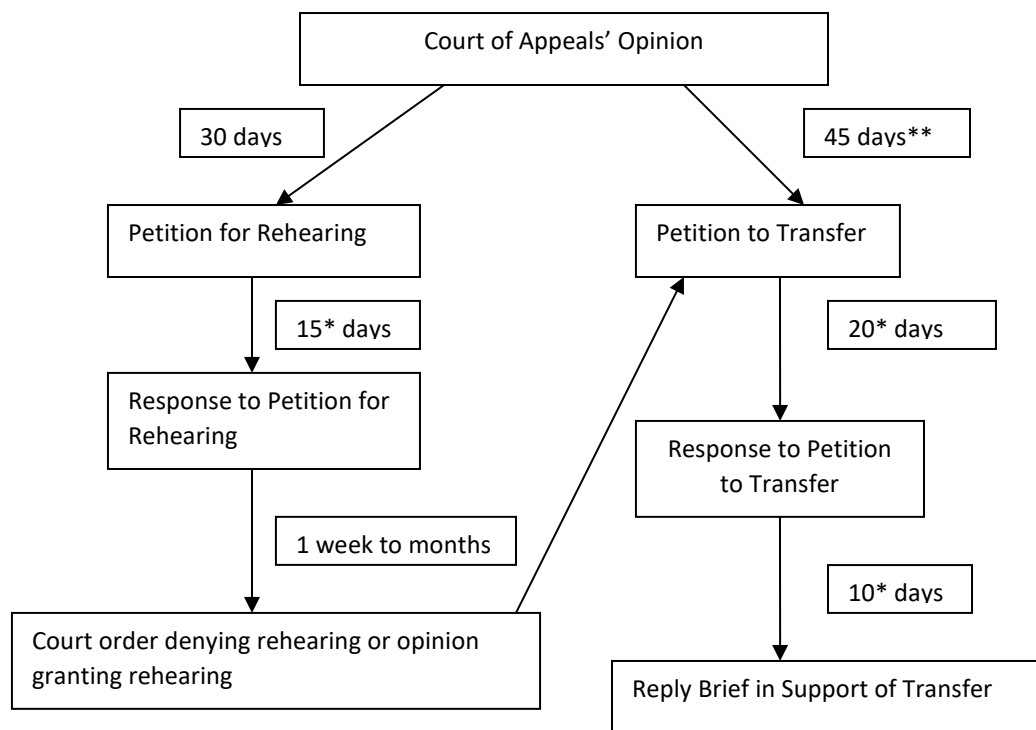 Court of Appeals’ Opinion
30 days
45 days**
Petition for Rehearing
Petition to Transfer
15* days
20* days
Response to Petition for
Rehearing
Response to Petition
to Transfer
1 week to months
10* days
Court order denying rehearing or opinion
granting rehearing
Reply Brief in Support of Transfer